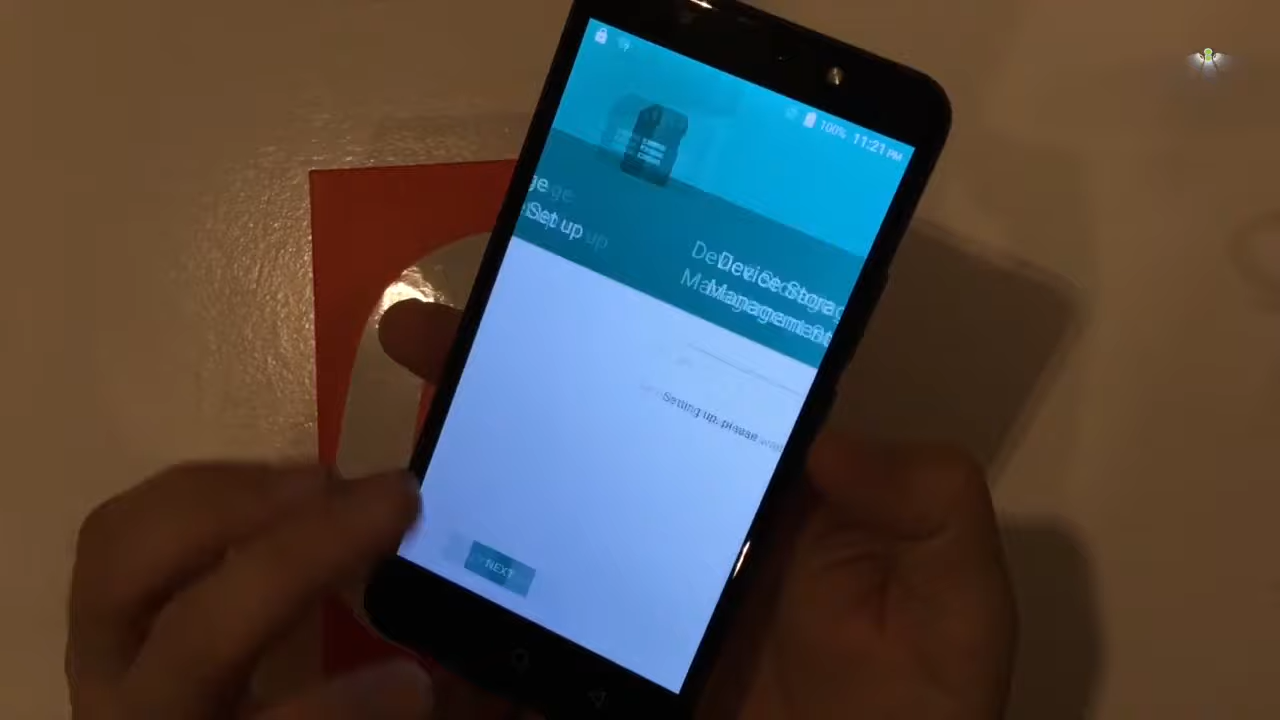 100% 11:21 PM
Set up
Device Storage
Management
Setting up, please wait
NEXT